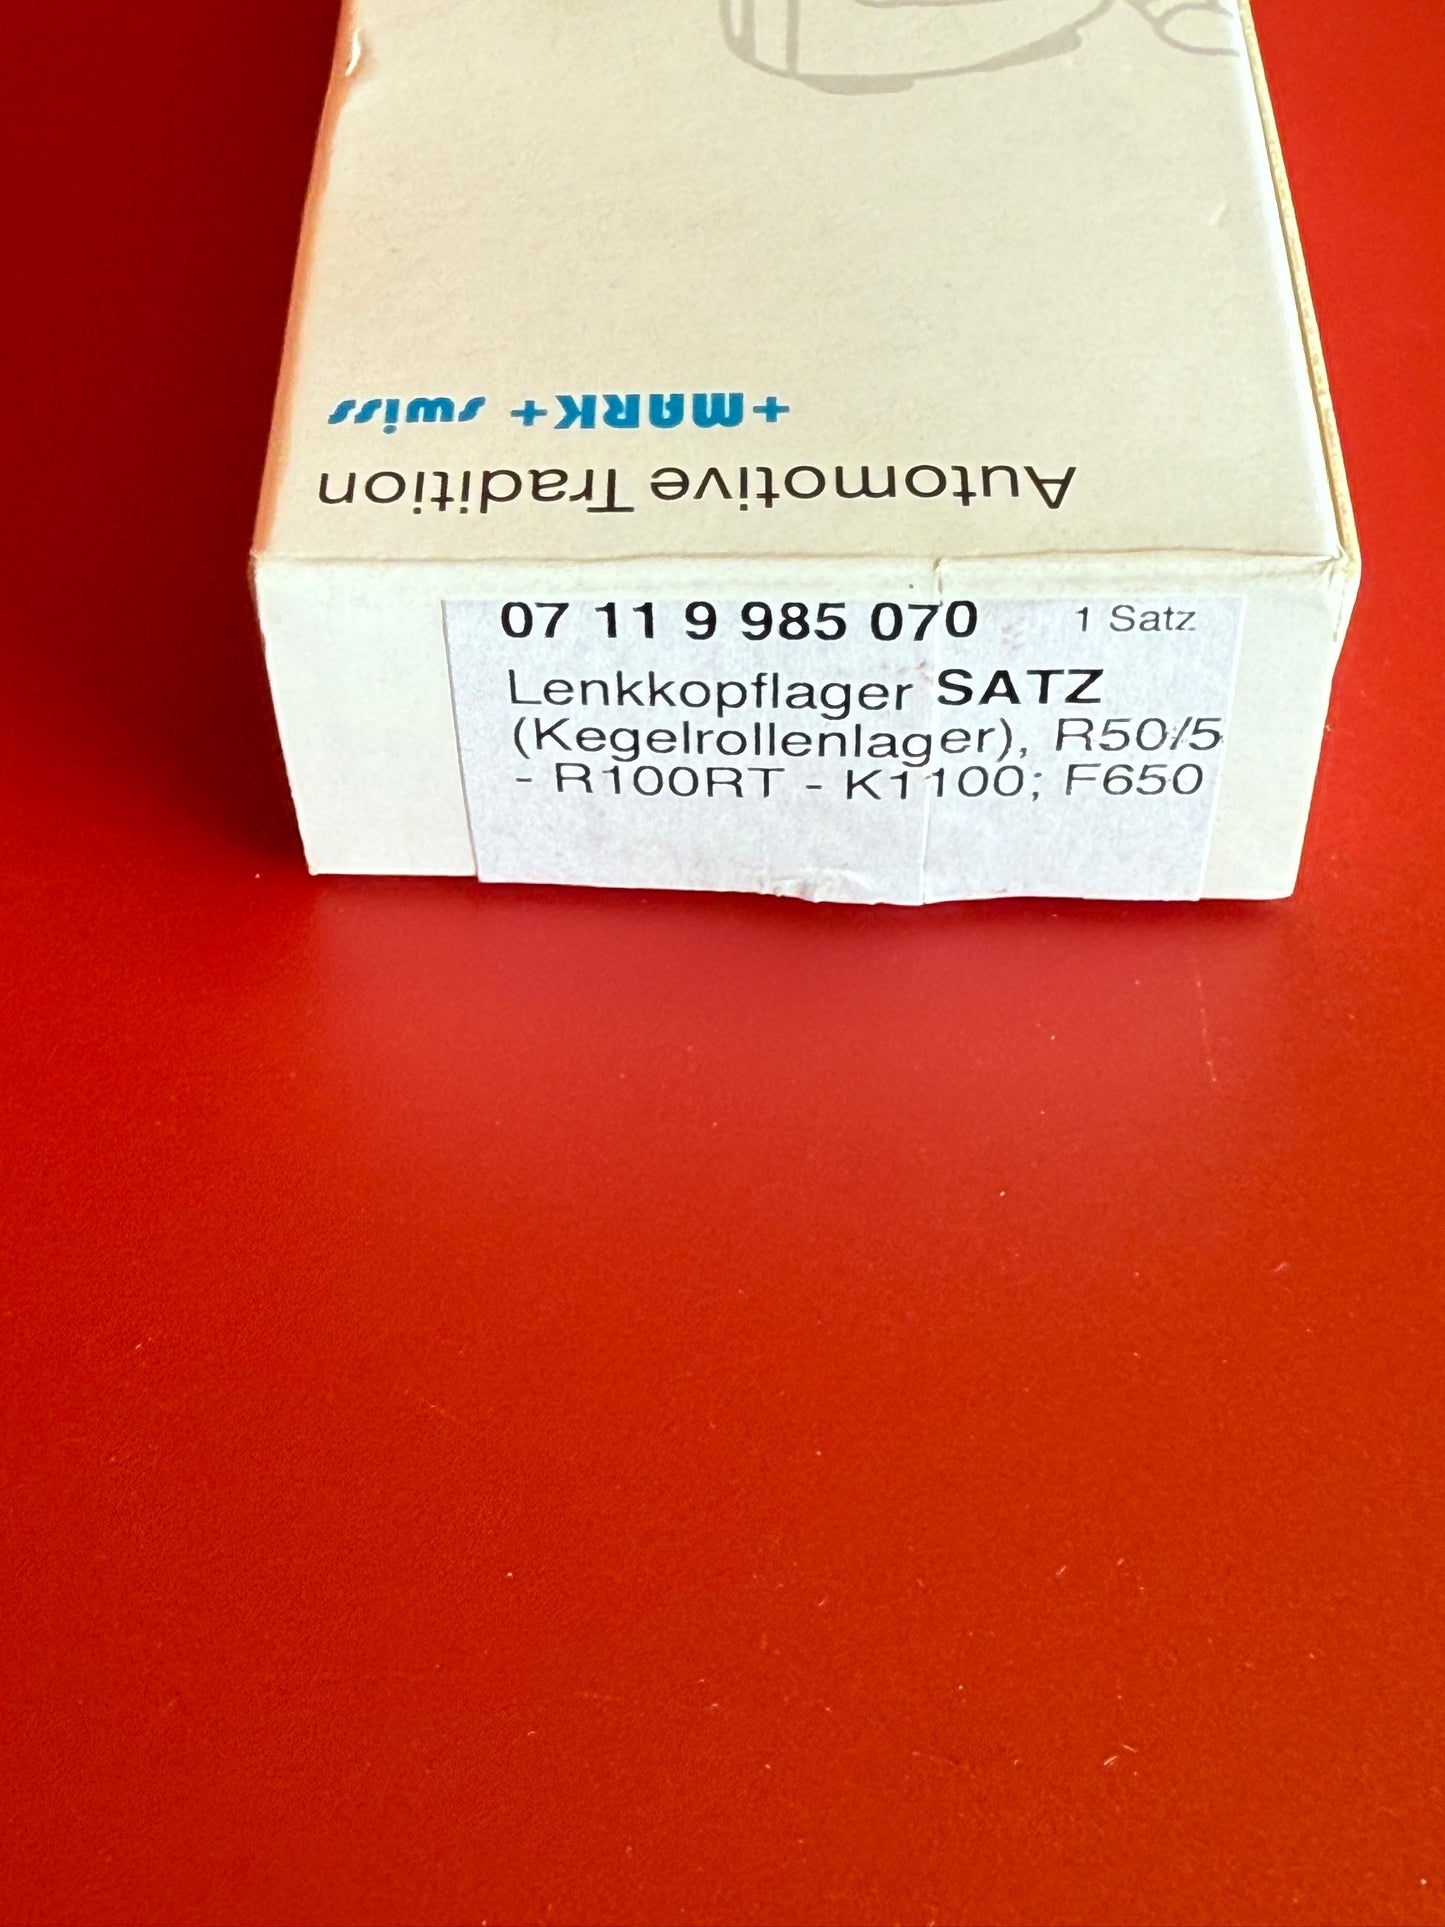 +MARK+ swiss
Automotive Tradition
07 11 9 985 070 1 Satz
Lenkkopflager SATZ
(Kegelrollenlager), R50/5
- R100RT - K1100; F650